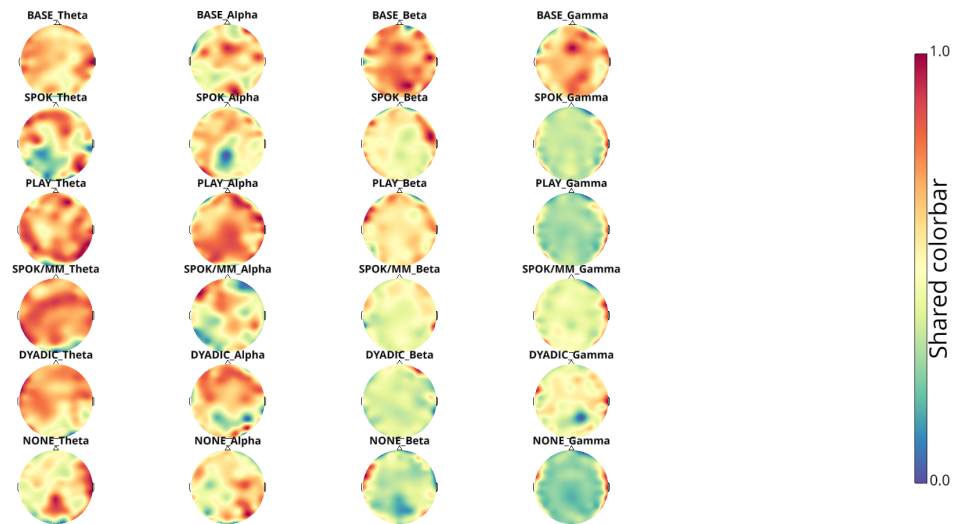 BASE_Theta BASE_Alpha BASE_Beta BASE_Gamma
1.0
SPOK_Theta SPOK_Alpha SPOK_Beta SPOK_Gamma
PLAY_Theta PLAY_Alpha PLAY_Beta PLAY_Gamma
Shared colorbar
SPOK/MM_Theta SPOK/MM_Alpha SPOK/MM_Beta SPOK/MM_Gamma
DYADIC_Theta DYADIC_Alpha DYADIC_Beta DYADIC_Gamma
NONE_Theta NONE_Alpha NONE_Beta NONE_Gamma
0.0